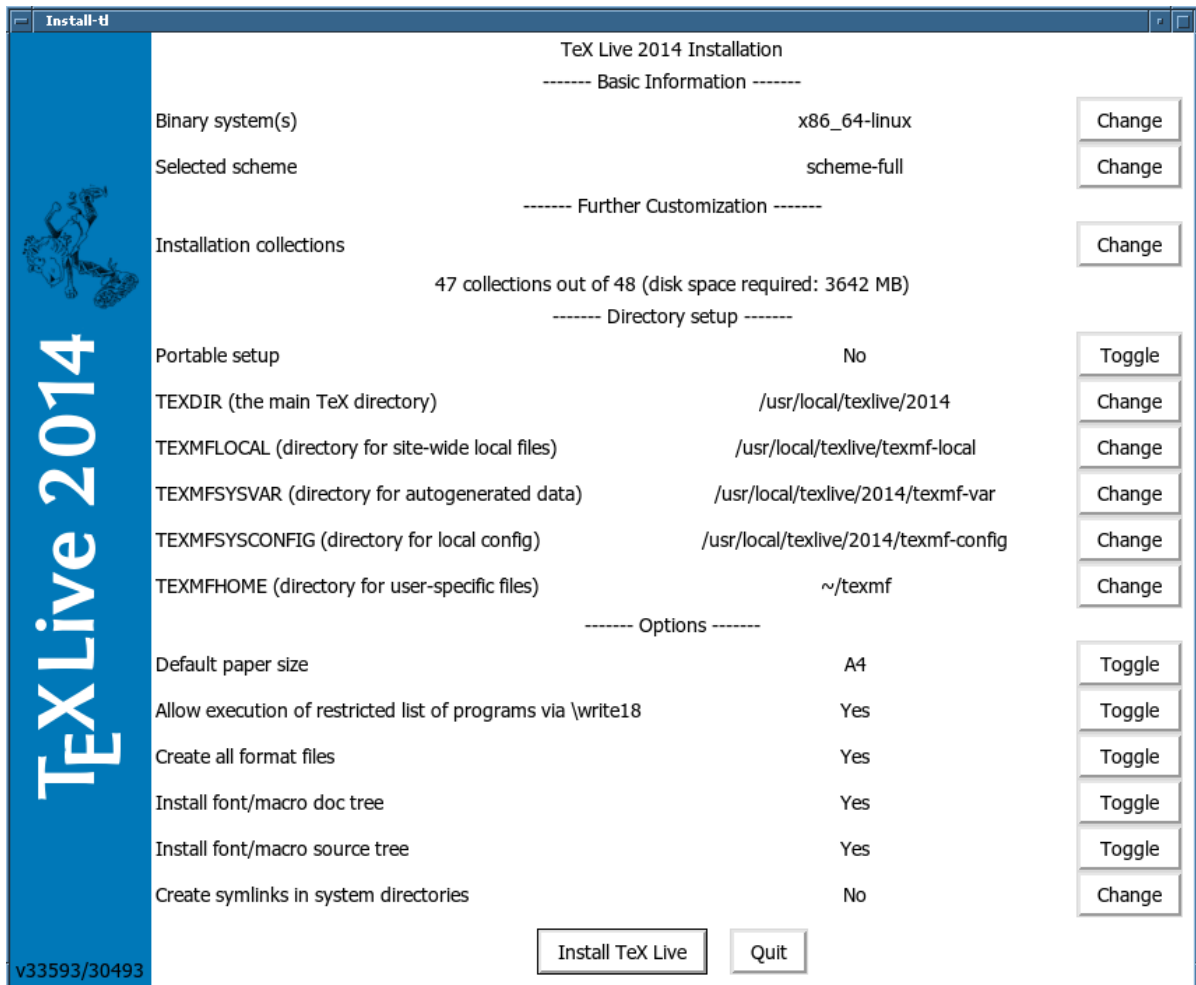 Install-tl
TeX Live 2014 Installation
------- Basic Information -------
Binary system(s) x86_64-linux Change
Selected scheme scheme-full Change
------- Further Customization -------
Installation collections Change
47 collections out of 48 (disk space required: 3642 MB)
------- Directory setup -------
Portable setup No Toggle
TEXDIR (the main TeX directory) /usr/local/texlive/2014 Change
TEXMFLOCAL (directory for site-wide local files) /usr/local/texlive/texmf-local Change
TEXMFSYSVAR (directory for autogenerated data) /usr/local/texlive/2014/texmf-var Change
TEXMFSYSCONFIG (directory for local config) /usr/local/texlive/2014/texmf-config Change
TEXMFHOME (directory for user-specific files) ~/texmf Change
------- Options -------
Default paper size A4 Toggle
Allow execution of restricted list of programs via \write18 Yes Toggle
Create all format files Yes Toggle
Install font/macro doc tree Yes Toggle
Install font/macro source tree Yes Toggle
Create symlinks in system directories No Change
Install TeX Live Quit
TEX Live 2014
v33593/30493